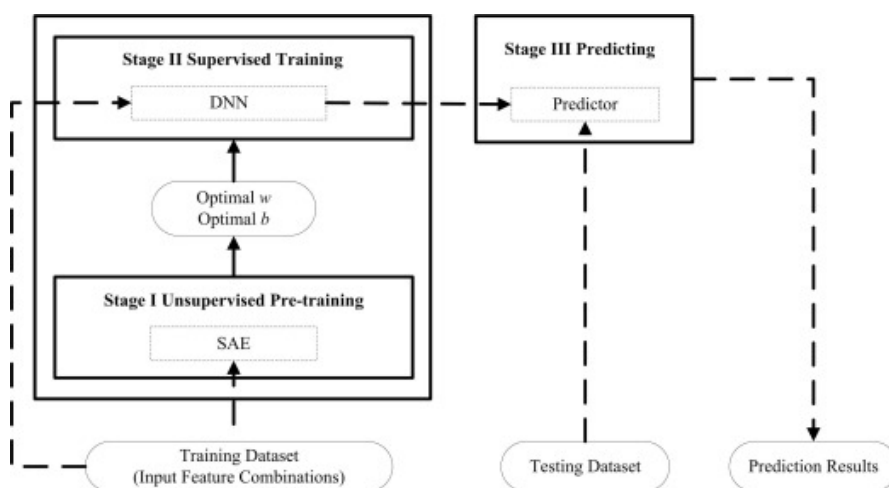 Stage II Supervised Training
DNN
Stage III Predicting
Predictor
Optimal w
Optimal b
Stage I Unsupervised Pre-training
SAE
Training Dataset
(Input Feature Combinations)
Testing Dataset
Prediction Results